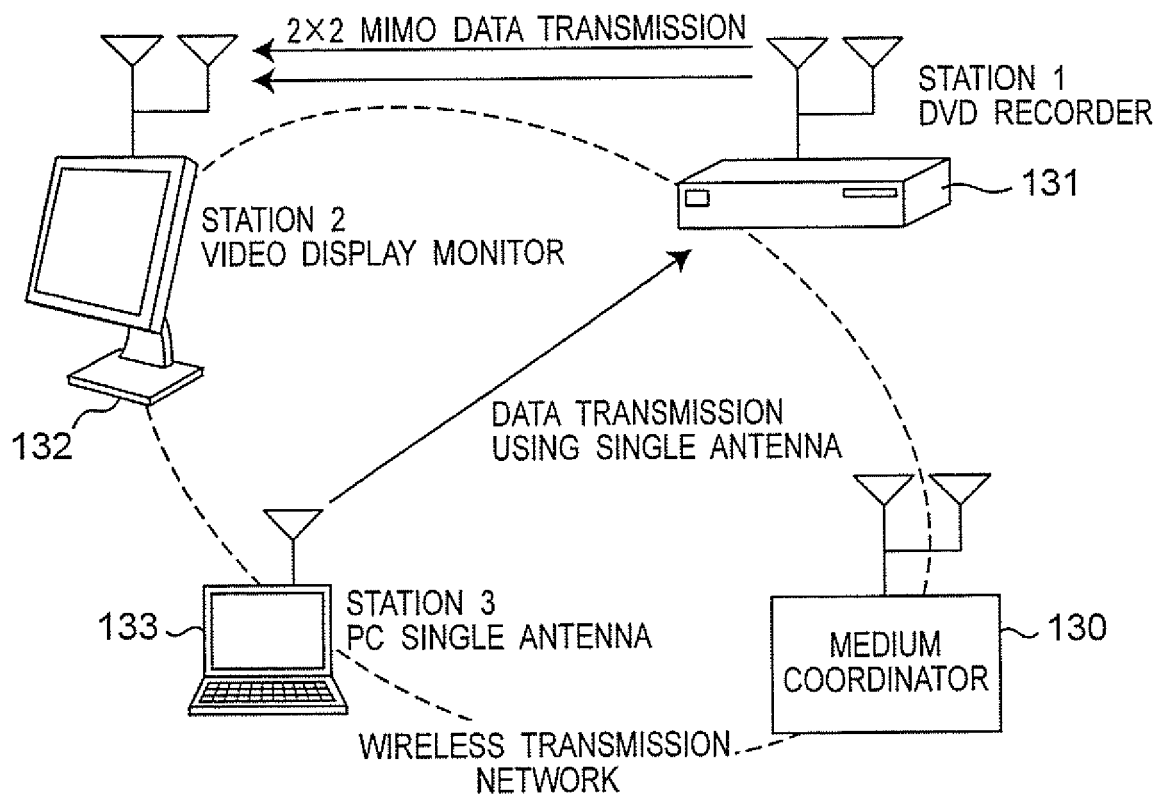 2×2 MIMO DATA TRANSMISSION
STATION 1
DVD RECORDER
131
STATION 2
VIDEO DISPLAY MONITOR
132
DATA TRANSMISSION
USING SINGLE ANTENNA
133
STATION 3
PC SINGLE ANTENNA
MEDIUM
COORDINATOR
130
WIRELESS TRANSMISSION
NETWORK